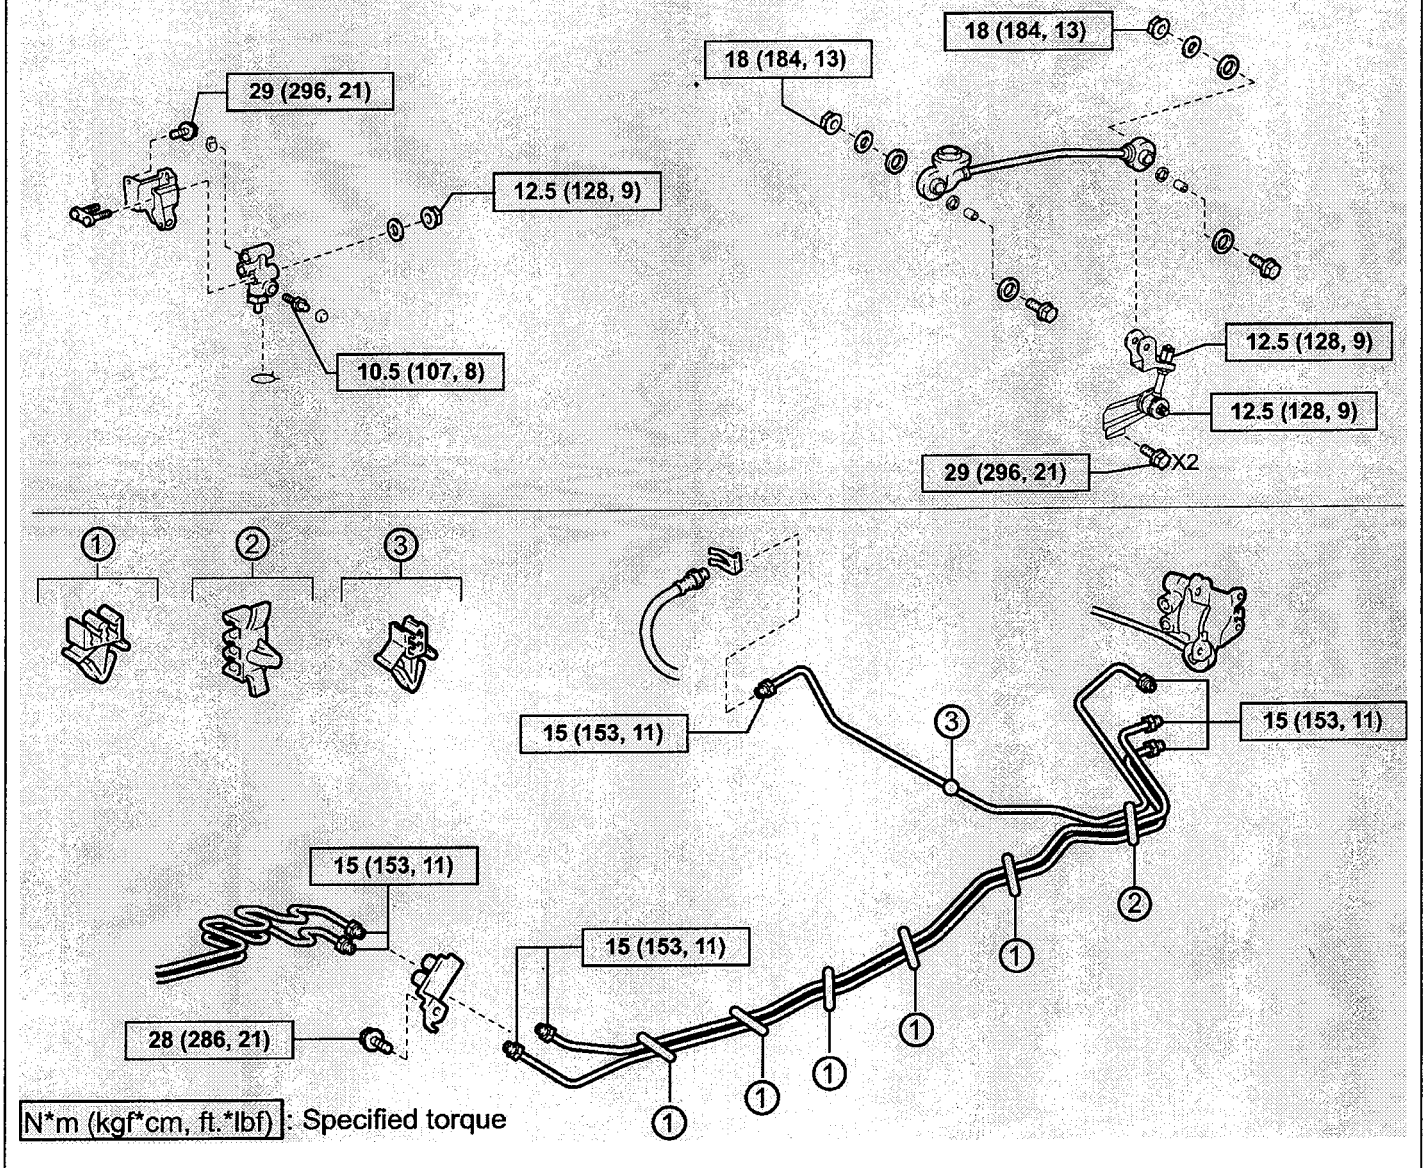 18 (184, 13)
18 (184, 13)
29 (296, 21)
12.5 (128, 9)
12.5 (128, 9)
10.5 (107, 8)
12.5 (128, 9)
29 (296, 21)
X2
1
2
3
15 (153, 11)
3
15 (153, 11)
15 (153, 11)
2
15 (153, 11)
1
28 (286, 21)
1
1
1
1
N*m (kgf*cm, ft.*lbf) : Specified torque